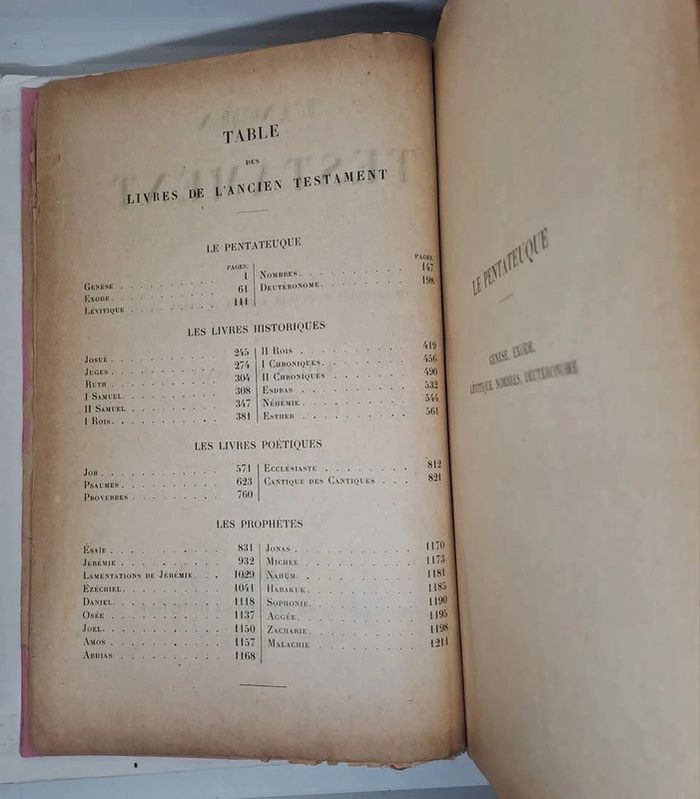 TABLE
DES
LIVRES DE L'ANCIEN TESTAMENT
LE PENTATEUQUE
PAGES.
GENÈSE 1
EXODE 61
LÉVITIQUE 111
PAGES.
NOMBRES 147
DEUTÉRONOME 198
LES LIVRES HISTORIQUES
JOSUÉ 245
JUGES 274
RUTH 304
I SAMUEL 308
II SAMUEL 347
I ROIS 381
II ROIS 419
I CHRONIQUES 456
II CHRONIQUES 490
ESDRAS 532
NÉHÉMIE 544
ESTHER 561
LES LIVRES POÉTIQUES
JOB 571
PSAUMES 623
PROVERBES 760
ECCLÉSIASTE 812
CANTIQUE DES CANTIQUES 821
LES PROPHÈTES
ÉSAÏE 831
JÉRÉMIE 932
LAMENTATIONS DE JÉRÉMIE 1029
EZÉCHIEL 1041
DANIEL 1118
OSÉE 1137
JOEL 1150
AMOS 1157
ABDIAS 1168
JONAS 1170
MICHÉE 1173
NAHUM 1181
HABAKUK 1185
SOPHONIE 1190
AGGÉE 1195
ZACHARIE 1198
MALACHIE 1211
LE PENTATEUQUE
GENÈSE, EXODE,
LÉVITIQUE, NOMBRES, DEUTÉRONOME